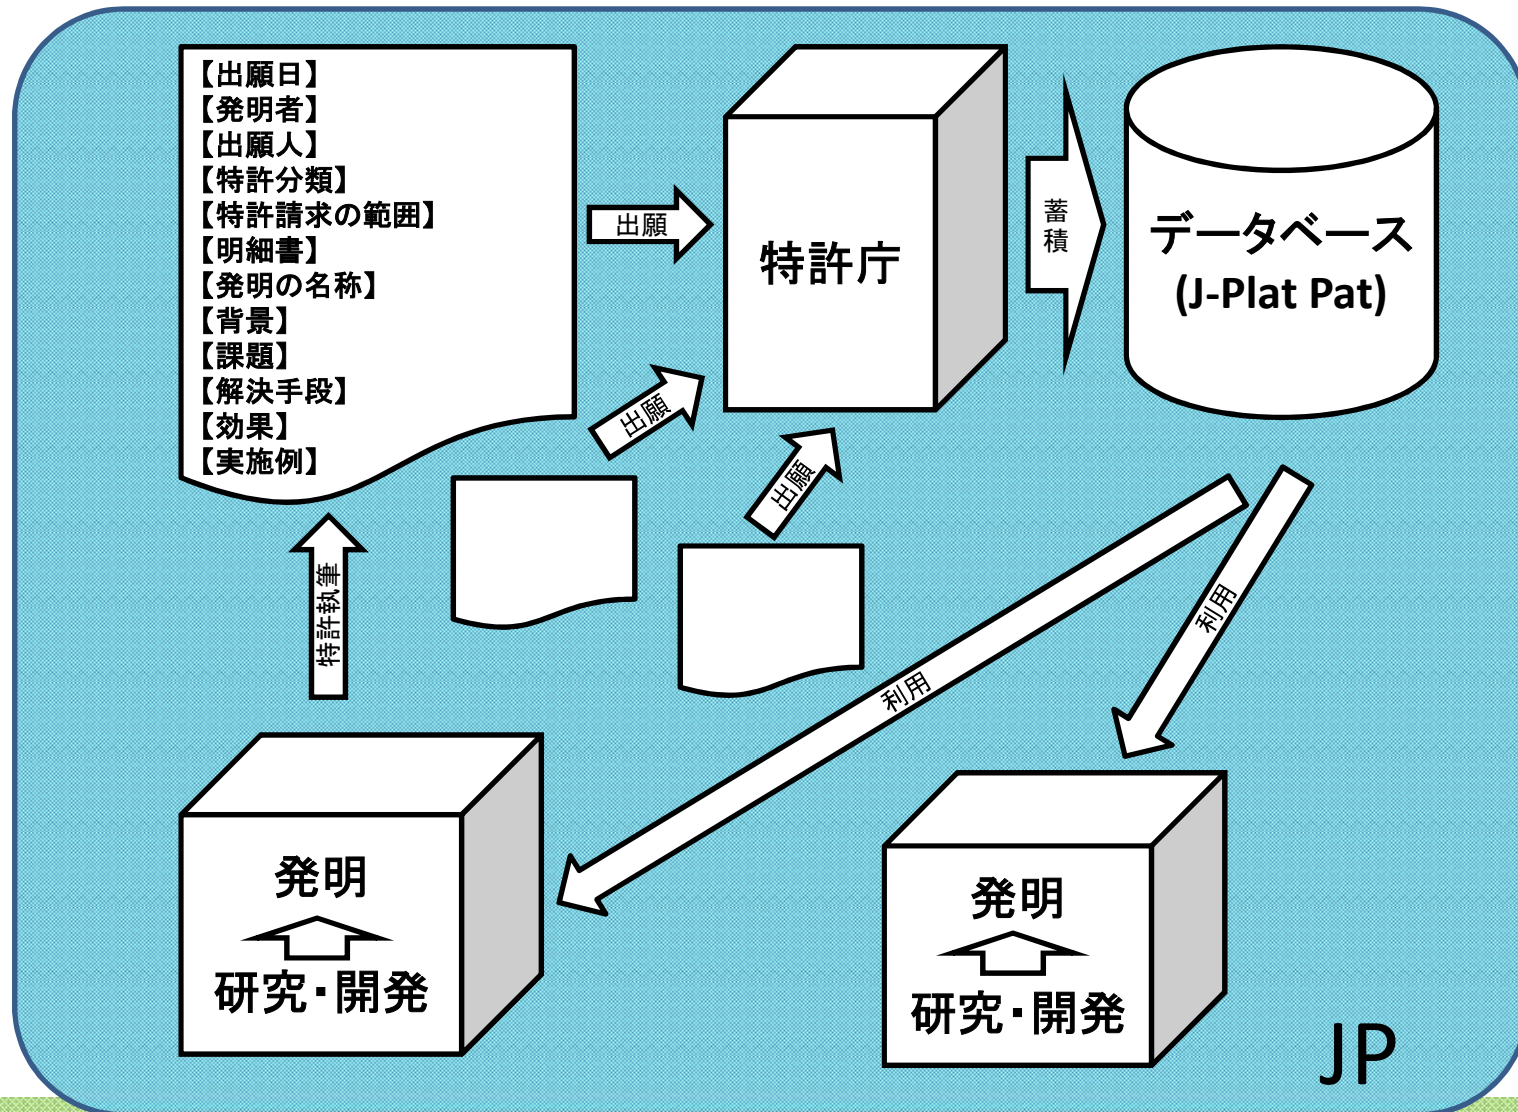 【出願日】
【発明者】
【出願人】
【特許分類】
【特許請求の範囲】
【明細書】
【発明の名称】
【背景】
【課題】
【解決手段】
【効果】
【実施例】
出願
特許庁
蓄積
データベース
(J-Plat Pat)
出願
出願
特許執筆
利用
利用
発明
研究・開発
発明
研究・開発
JP